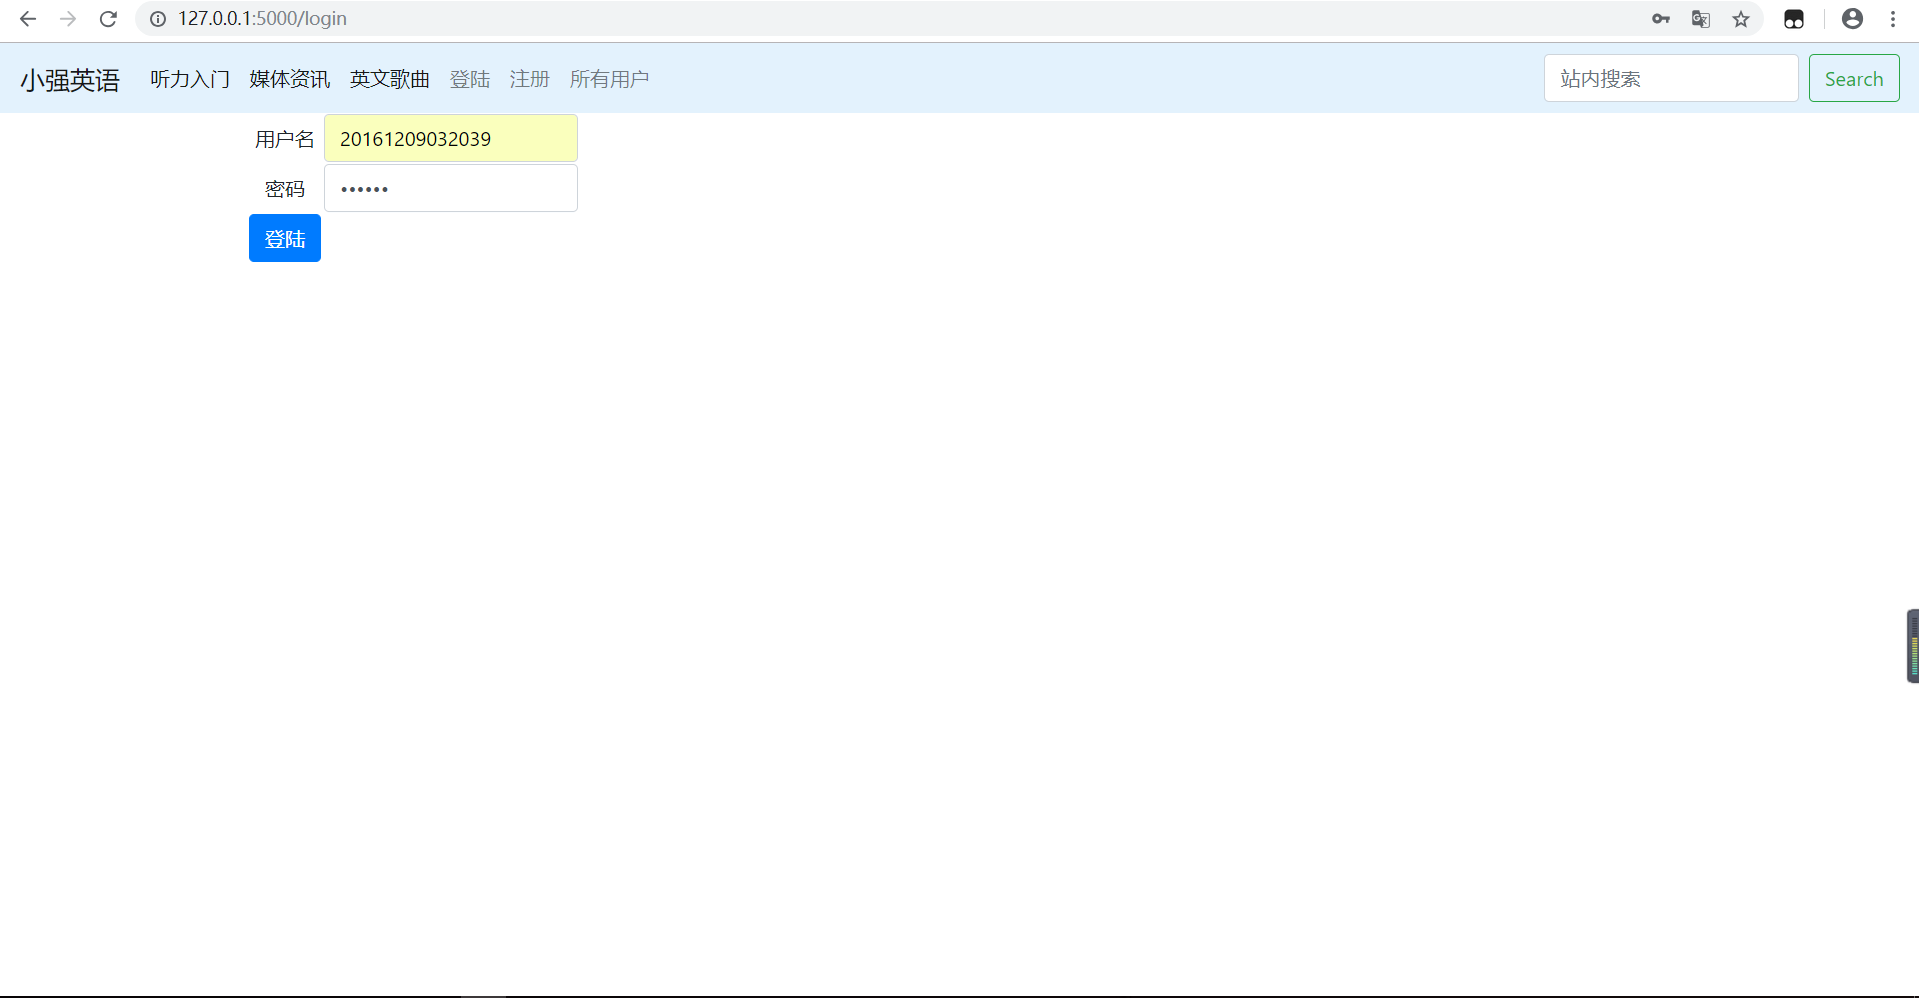 127.0.0.1:5000/login
小强英语 听力入门 媒体资讯 英文歌曲 登陆 注册 所有用户 站内搜索 Search
用户名 20161209032039
密码 ••••••
登陆